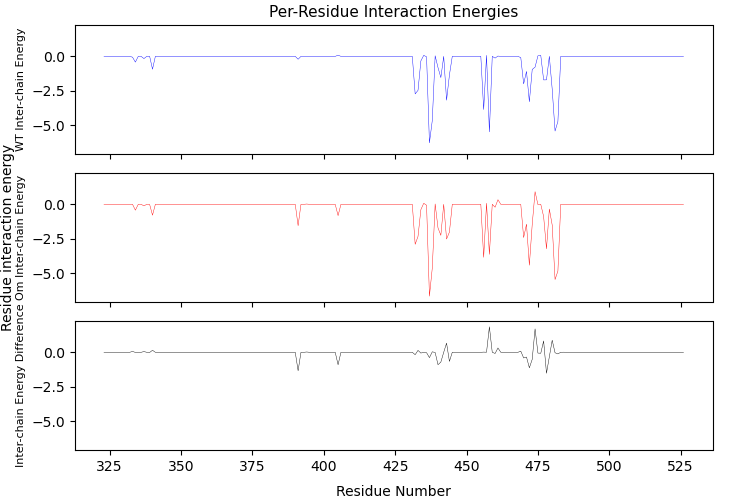 Per-Residue Interaction Energies
Residue interaction energy
WT Inter-chain Energy
0.0
−2.5
−5.0
Om Inter-chain Energy
0.0
−2.5
−5.0
Inter-chain Energy Difference
0.0
−2.5
−5.0
325 350 375 400 425 450 475 500 525
Residue Number